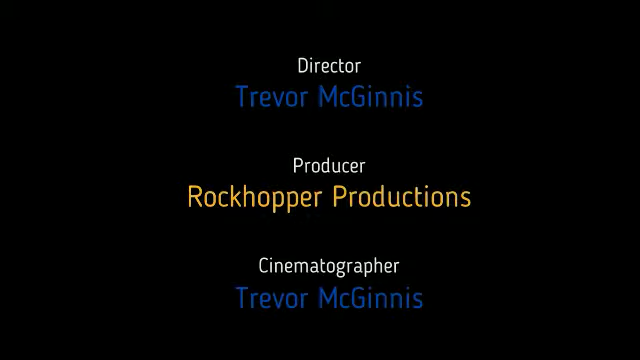 Director
Trevor McGinnis
Producer
Rockhopper Productions
Cinematographer
Trevor McGinnis